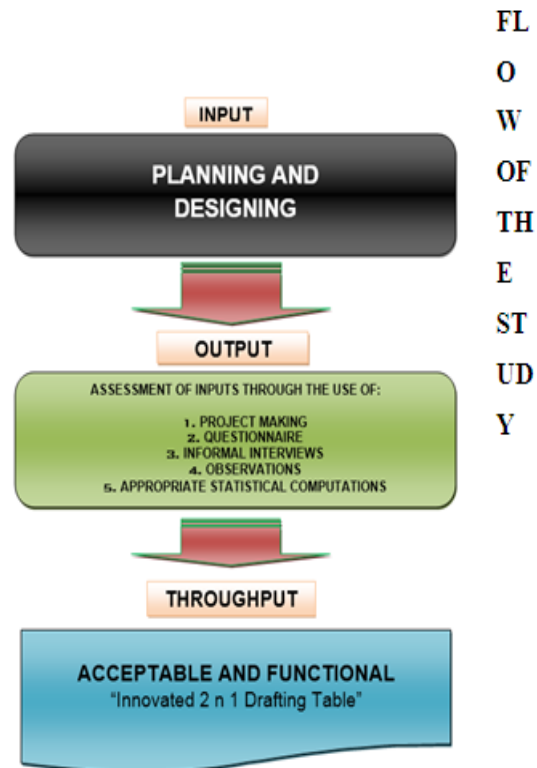 FL
O
W
OF
TH
E
ST
UD
Y
INPUT
PLANNING AND
DESIGNING
OUTPUT
ASSESSMENT OF INPUTS THROUGH THE USE OF:
1. PROJECT MAKING
2. QUESTIONNAIRE
3. INFORMAL INTERVIEWS
4. OBSERVATIONS
5. APPROPRIATE STATISTICAL COMPUTATIONS
THROUGHPUT
ACCEPTABLE AND FUNCTIONAL
“Innovated 2 n 1 Drafting Table”